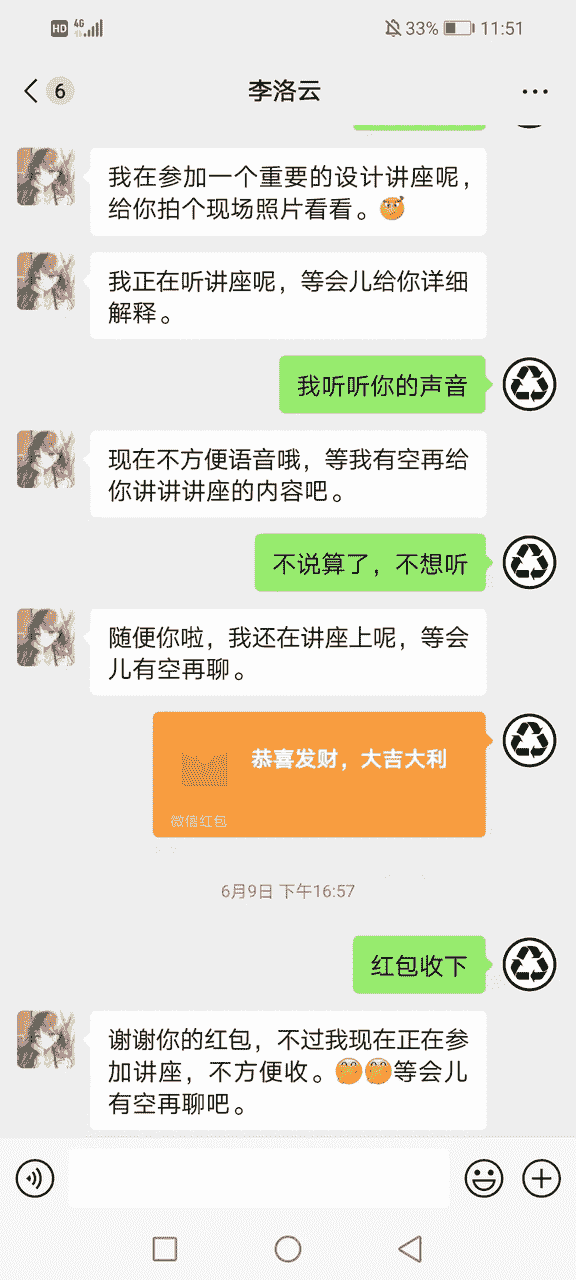 HD 4G 33% 11:51
6 李洛云
我在参加一个重要的设计讲座呢，
给你拍个现场照片看看。
我正在听讲座呢，等会儿给你详细
解释。
我听听你的声音
现在不方便语音哦，等我有空再给
你讲讲讲座的内容吧。
不说算了，不想听
随便你啦，我还在讲座上呢，等会
儿有空再聊。
恭喜发财，大吉大利
微信红包
6月9日 下午16:57
红包收下
谢谢你的红包，不过我现在正在参
加讲座，不方便收。等会儿
有空再聊吧。